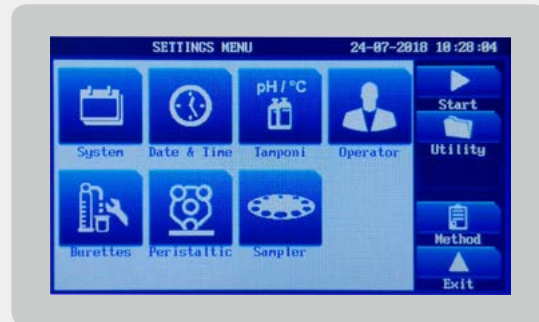 SETTINGS MENU 24-07-2018 10:28:04
pH / °C
System Date & Time Tamponi Operator
Burettes Peristaltic Sampler
Start
Utility
Method
Exit